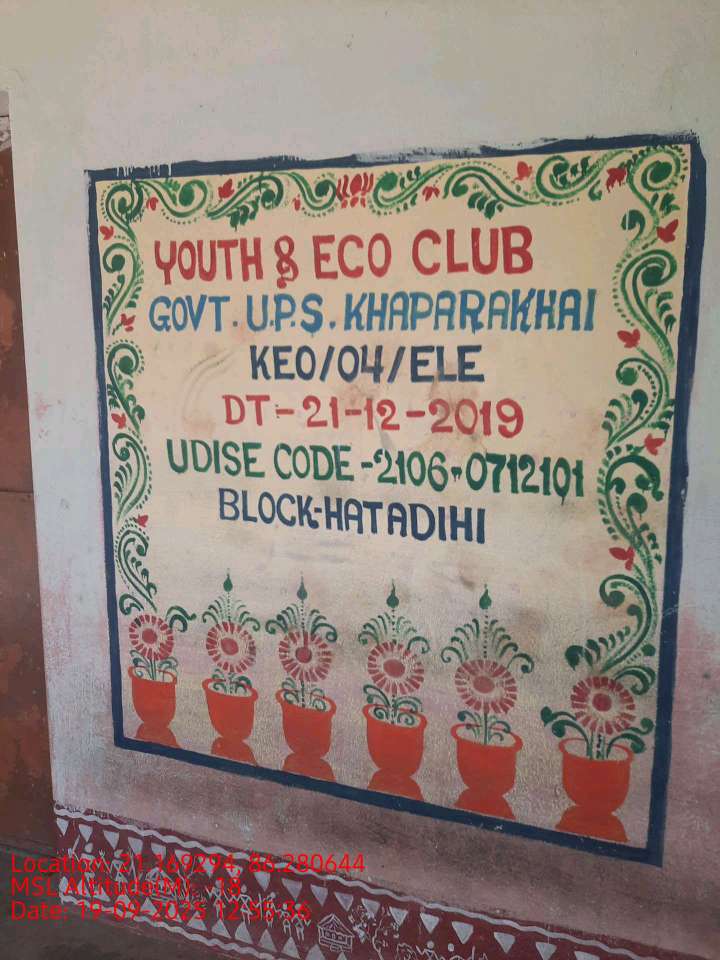 YOUTH & ECO CLUB
GOVT. U.P.S. KHAPARAKHAI
KEO/04/ELE
DT-21-12-2019
UDISE CODE-2106-0712101
BLOCK-HATADIHI
Location: 21.169294, 86.280644
MSL Altitude(M): -18
Date: 19-09-2025 12:55:36